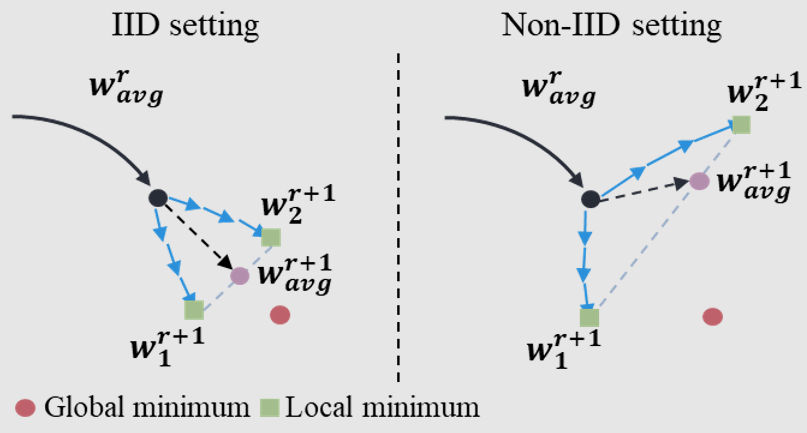 IID setting
Non-IID setting
w^r_avg
w^r_avg
w^{r+1}_2
w^{r+1}_2
w^{r+1}_avg
w^{r+1}_avg
w^{r+1}_1
w^{r+1}_1
Global minimum
Local minimum